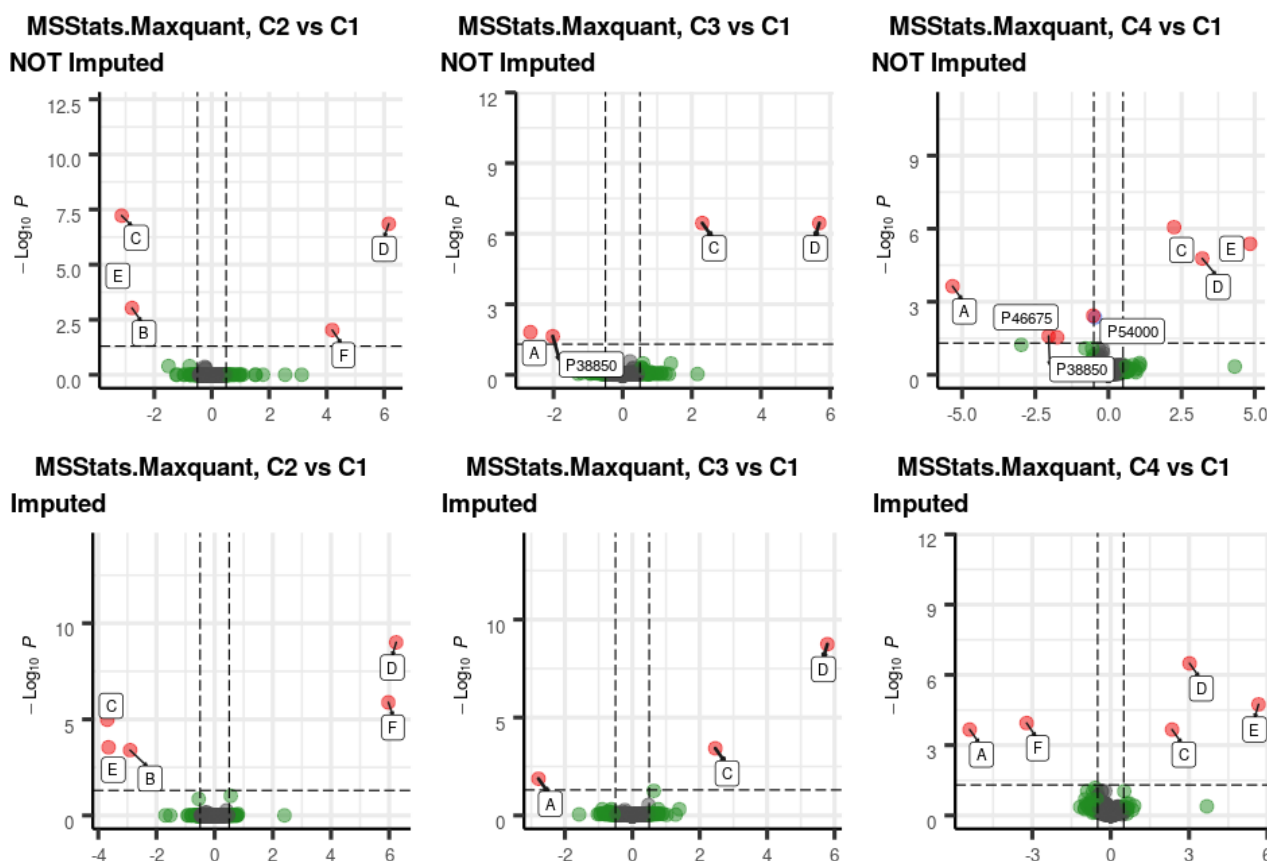 MSStats.Maxquant, C2 vs C1
NOT Imputed
12.5
10.0
7.5
5.0
2.5
0.0
− Log₁₀ P
C
E
B
D
F
-2 0 2 4 6
MSStats.Maxquant, C3 vs C1
NOT Imputed
12
9
6
3
0
− Log₁₀ P
C
D
A
P38850
-2 0 2 4 6
MSStats.Maxquant, C4 vs C1
NOT Imputed
9
6
3
0
− Log₁₀ P
C
E
D
A
P46675
P54000
P38850
-5.0 -2.5 0.0 2.5 5.0
MSStats.Maxquant, C2 vs C1
Imputed
10
5
0
− Log₁₀ P
D
C
F
E
B
-4 -2 0 2 4 6
MSStats.Maxquant, C3 vs C1
Imputed
10
5
0
− Log₁₀ P
D
C
A
-2 0 2 4 6
MSStats.Maxquant, C4 vs C1
Imputed
12
9
6
3
0
− Log₁₀ P
D
E
A
F
C
-3 0 3 6